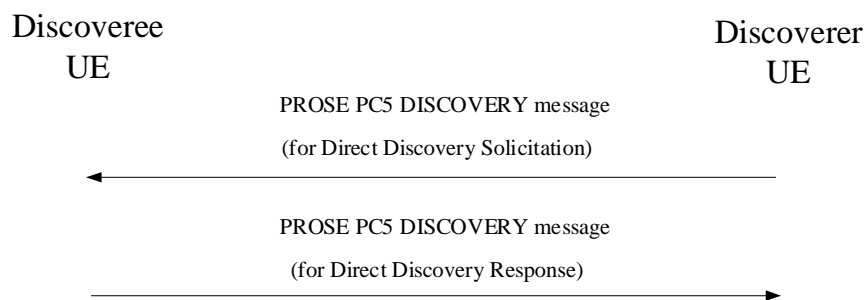 Discoveree
UE
Discoverer
UE
PROSE PC5 DISCOVERY message
(for Direct Discovery Solicitation)
PROSE PC5 DISCOVERY message
(for Direct Discovery Response)